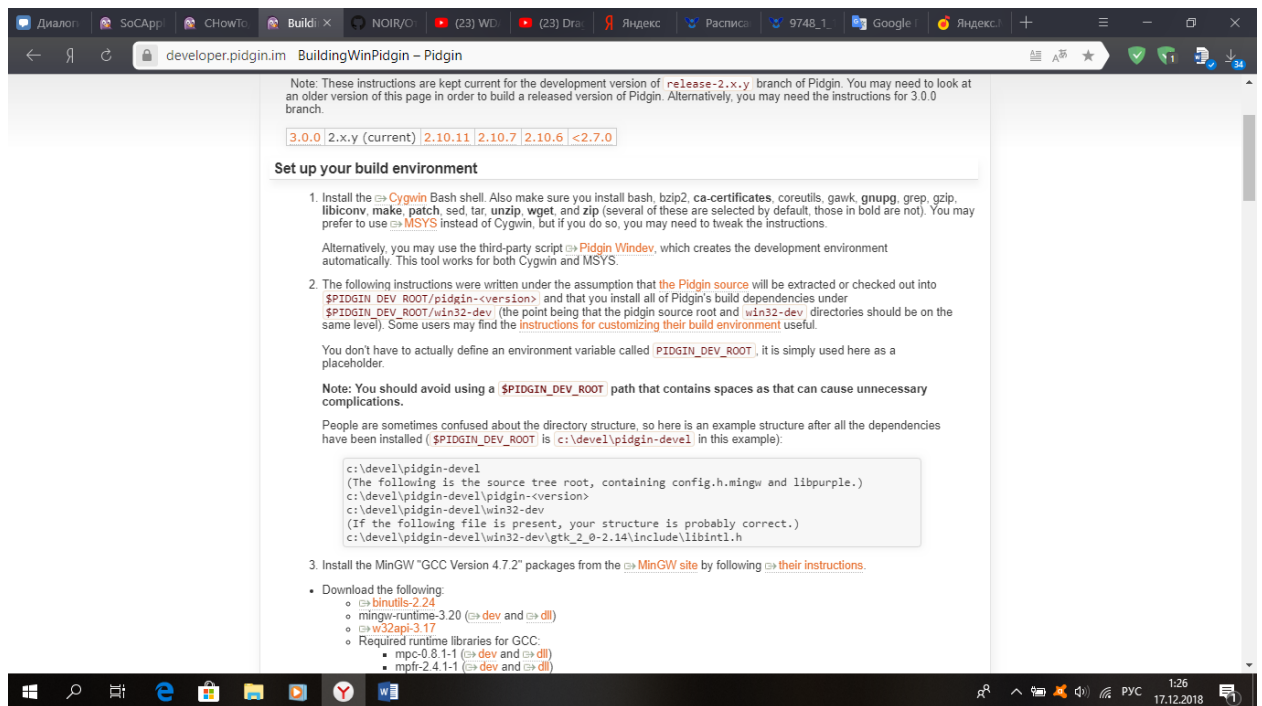 Диалог
SoCApp
CHowTo,
Buildi
NOIR/O
(23) WD
(23) Dra
Яндекс
Расписа
9748_1_
Google
Яндекс.
developer.pidgin.im BuildingWinPidgin – Pidgin
34
Note: These instructions are kept current for the development version of release-2.x.y branch of Pidgin. You may need to look at
an older version of this page in order to build a released version of Pidgin. Alternatively, you may need the instructions for 3.0.0
branch.
3.0.0 2.x.y (current) 2.10.11 2.10.7 2.10.6 <2.7.0
Set up your build environment
1. Install the Cygwin Bash shell. Also make sure you install bash, bzip2, ca-certificates, coreutils, gawk, gnupg, grep, gzip,
libiconv, make, patch, sed, tar, unzip, wget, and zip (several of these are selected by default, those in bold are not). You may
prefer to use MSYS instead of Cygwin, but if you do so, you may need to tweak the instructions.
Alternatively, you may use the third-party script Pidgin Windev, which creates the development environment
automatically. This tool works for both Cygwin and MSYS.
2. The following instructions were written under the assumption that the Pidgin source will be extracted or checked out into
$PIDGIN_DEV_ROOT/pidgin-<version> and that you install all of Pidgin's build dependencies under
$PIDGIN_DEV_ROOT/win32-dev (the point being that the pidgin source root and win32-dev directories should be on the
same level). Some users may find the instructions for customizing their build environment useful.
You don't have to actually define an environment variable called PIDGIN_DEV_ROOT, it is simply used here as a
placeholder.
Note: You should avoid using a $PIDGIN_DEV_ROOT path that contains spaces as that can cause unnecessary
complications.
People are sometimes confused about the directory structure, so here is an example structure after all the dependencies
have been installed ( $PIDGIN_DEV_ROOT is c:\devel\pidgin-devel in this example):
c:\devel\pidgin-devel
(The following is the source tree root, containing config.h.mingw and libpurple.)
c:\devel\pidgin-devel\pidgin-<version>
c:\devel\pidgin-devel\win32-dev
(If the following file is present, your structure is probably correct.)
c:\devel\pidgin-devel\win32-dev\gtk_2_0-2.14\include\libintl.h
3. Install the MinGW "GCC Version 4.7.2" packages from the MinGW site by following their instructions.
Download the following:
binutils-2.24
mingw-runtime-3.20 (dev and dll)
w32api-3.17
Required runtime libraries for GCC:
mpc-0.8.1-1 (dev and dll)
mpfr-2.4.1-1 (dev and dll)
РУС
1:26
17.12.2018